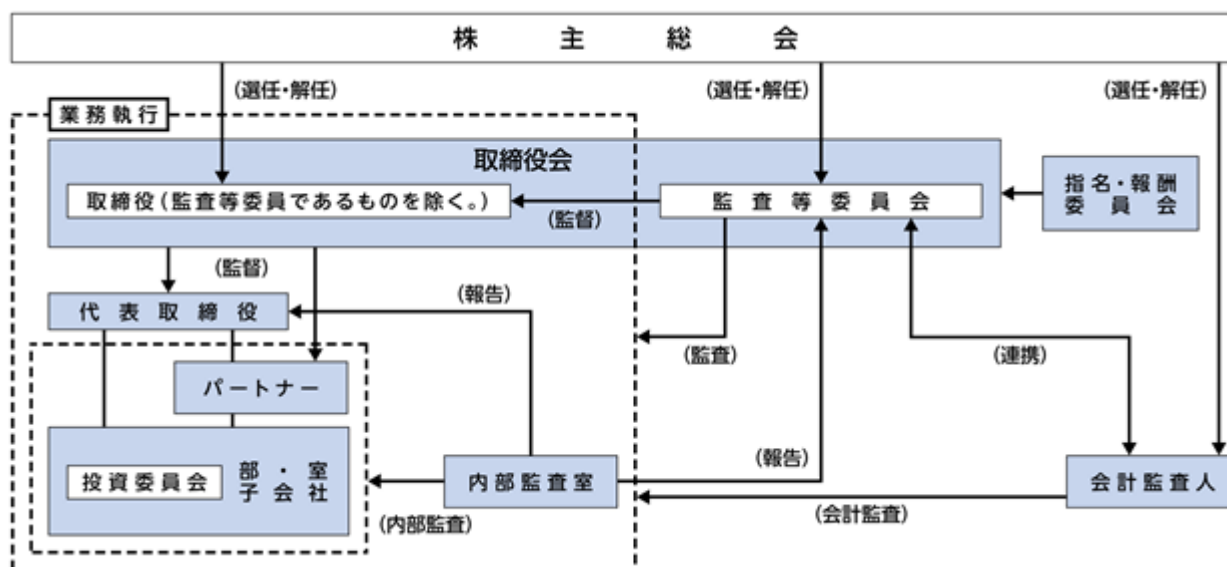 株主総会
(選任・解任)
(選任・解任)
(選任・解任)
業務執行
取締役会
取締役(監査等委員であるものを除く。)
(監督)
監査等委員会
指名・報酬
委員会
(監督)
代表取締役
(報告)
(監査)
(連携)
パートナー
投資委員会
部・室
子会社
内部監査室
(報告)
会計監査人
(内部監査)
(会計監査)